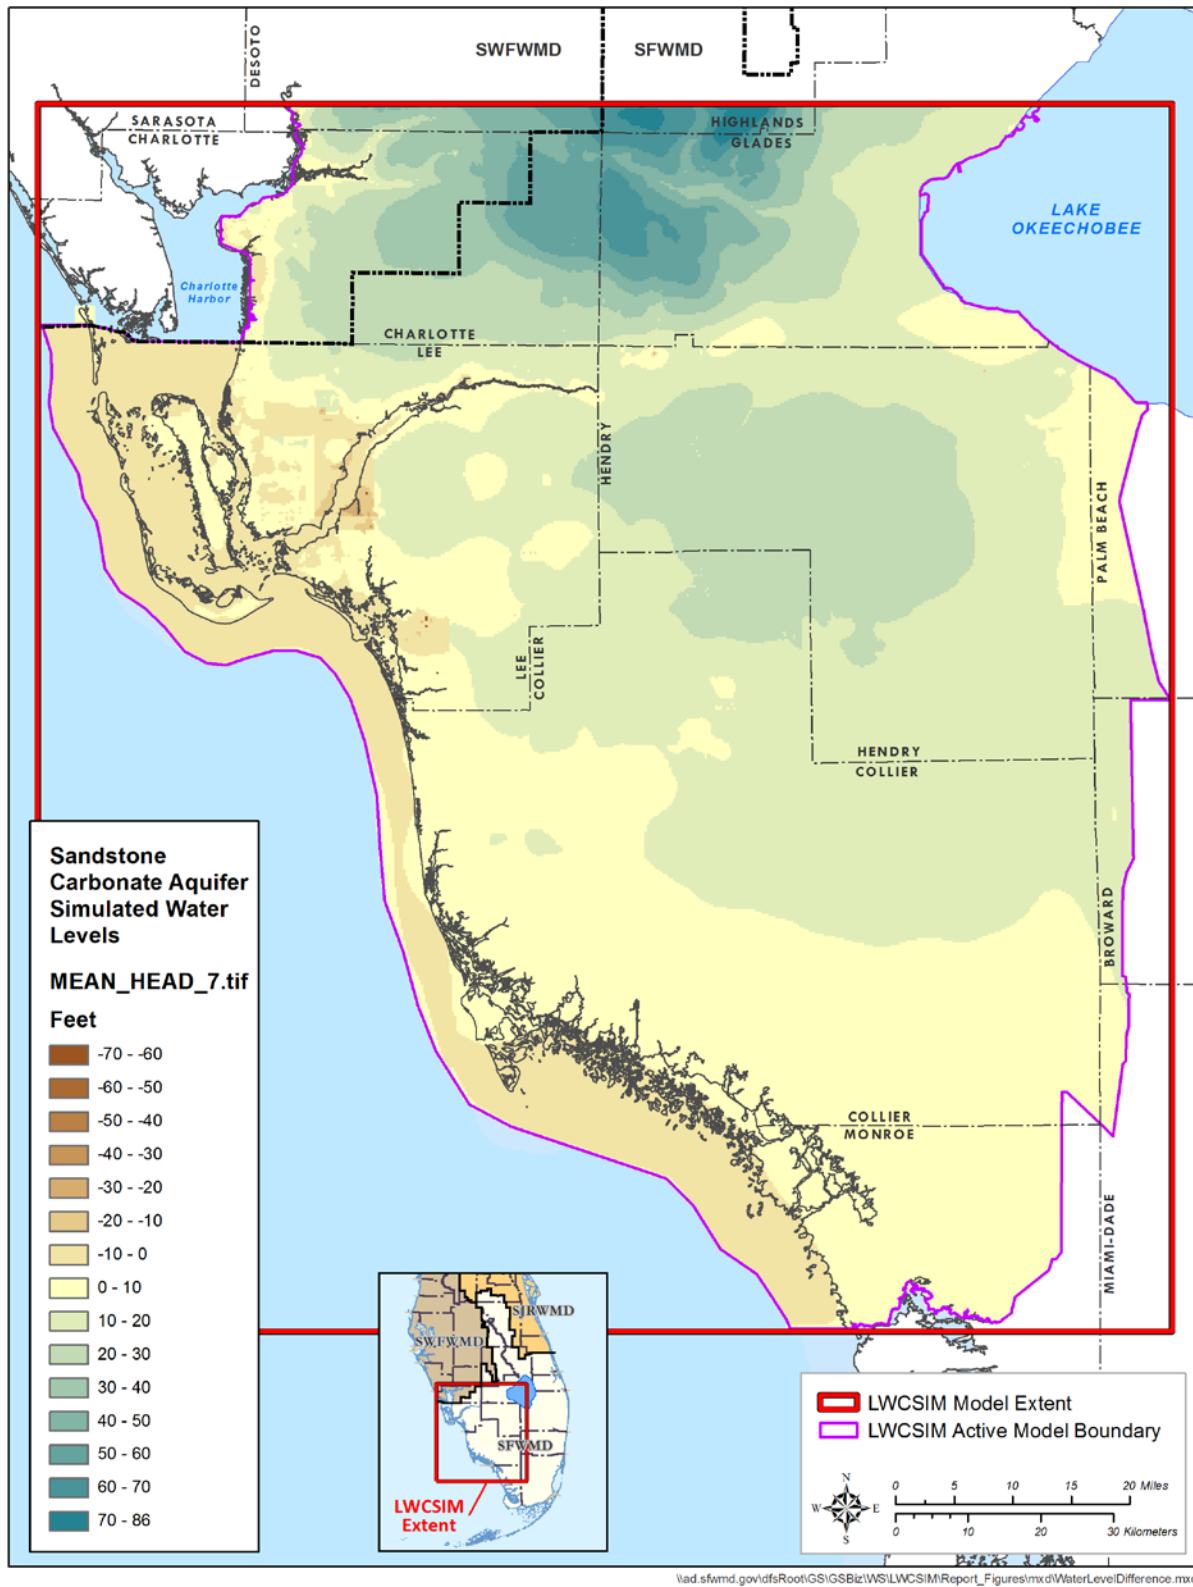 SWFWMD
SFWMD
DESOTO
SARASOTA
CHARLOTTE
HIGHLANDS
GLADES
LAKE
OKEECHOBEE
Charlotte
Harbor
CHARLOTTE
LEE
HENDRY
PALM BEACH
LEE
COLLIER
HENDRY
COLLIER
BROWARD
COLLIER
MONROE
MIAMI-DADE
Sandstone
Carbonate Aquifer
Simulated Water
Levels
MEAN_HEAD_7.tif
Feet
-70 - -60
-60 - -50
-50 - -40
-40 - -30
-30 - -20
-20 - -10
-10 - 0
0 - 10
10 - 20
20 - 30
30 - 40
40 - 50
50 - 60
60 - 70
70 - 86
SJRWMD
SWFWMD
SFWMD
LWCSIM
Extent
LWCSIM Model Extent
LWCSIM Active Model Boundary
N
W E
S
0 5 10 15 20 Miles
0 10 20 30 Kilometers
\\ad.sfwmd.gov\dfsRoot\GS\GSBiz\WS\LWCSIM\Report_Figures\mxd\WaterLevelDifference.mxd